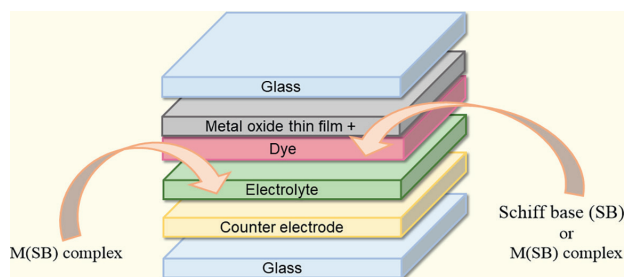 Glass
Metal oxide thin film +
Dye
Electrolyte
Counter electrode
Glass
M(SB) complex
Schiff base (SB)
or
M(SB) complex